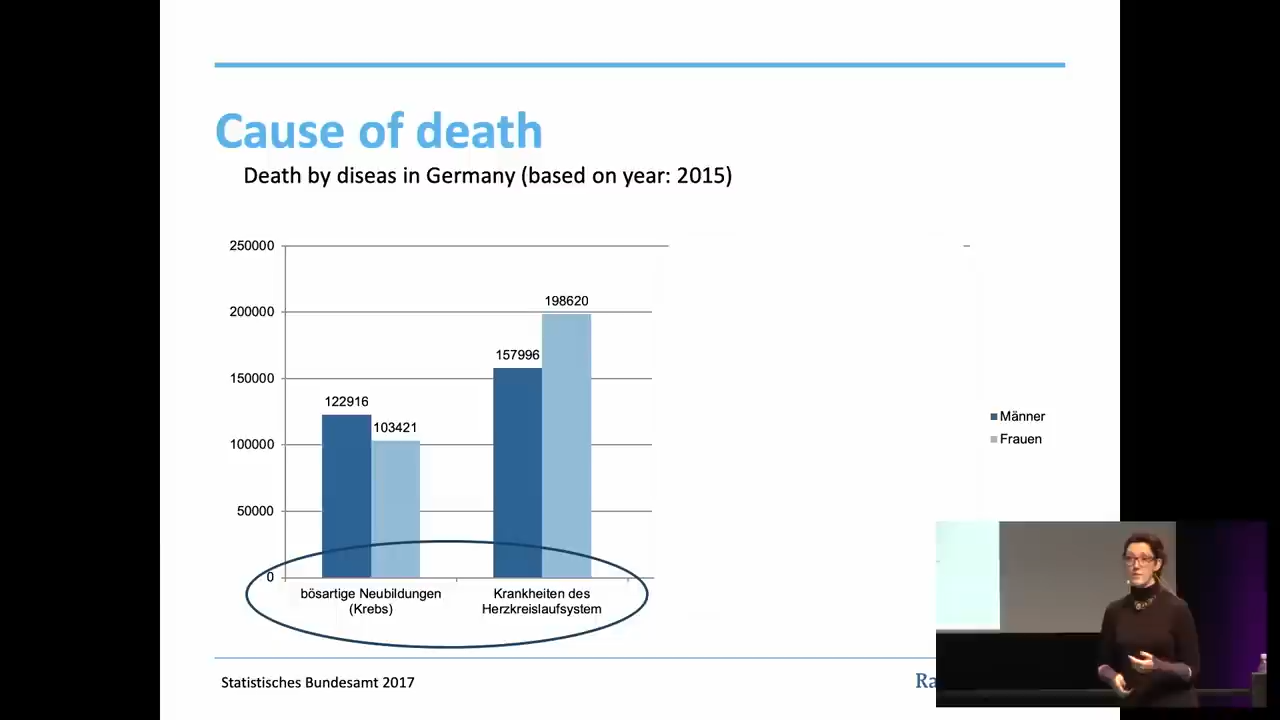 Cause of death
Death by diseas in Germany (based on year: 2015)
250000
200000
150000
100000
50000
0
122916
103421
157996
198620
bösartige Neubildungen
(Krebs)
Krankheiten des
Herzkreislaufsystem
Männer
Frauen
Statistisches Bundesamt 2017
Ra